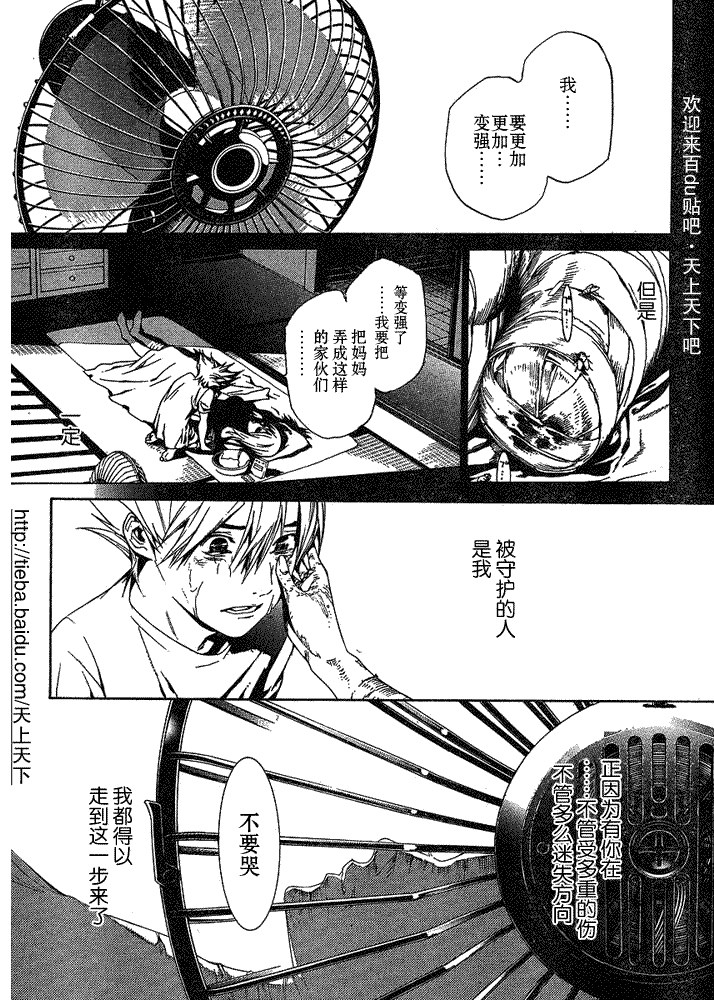 我……
要更加
更加…
变强……
欢迎来百du贴吧·天上天下吧
但是
等变强了
……我要把
把妈妈
弄成这样
的家伙们
………
一定
被守护的人
是我
http://tieba.baidu.com/天上天下
正因为有你在
……不管受多重的伤
不管多么迷失方向
不要哭
我都得以
走到这一步来了